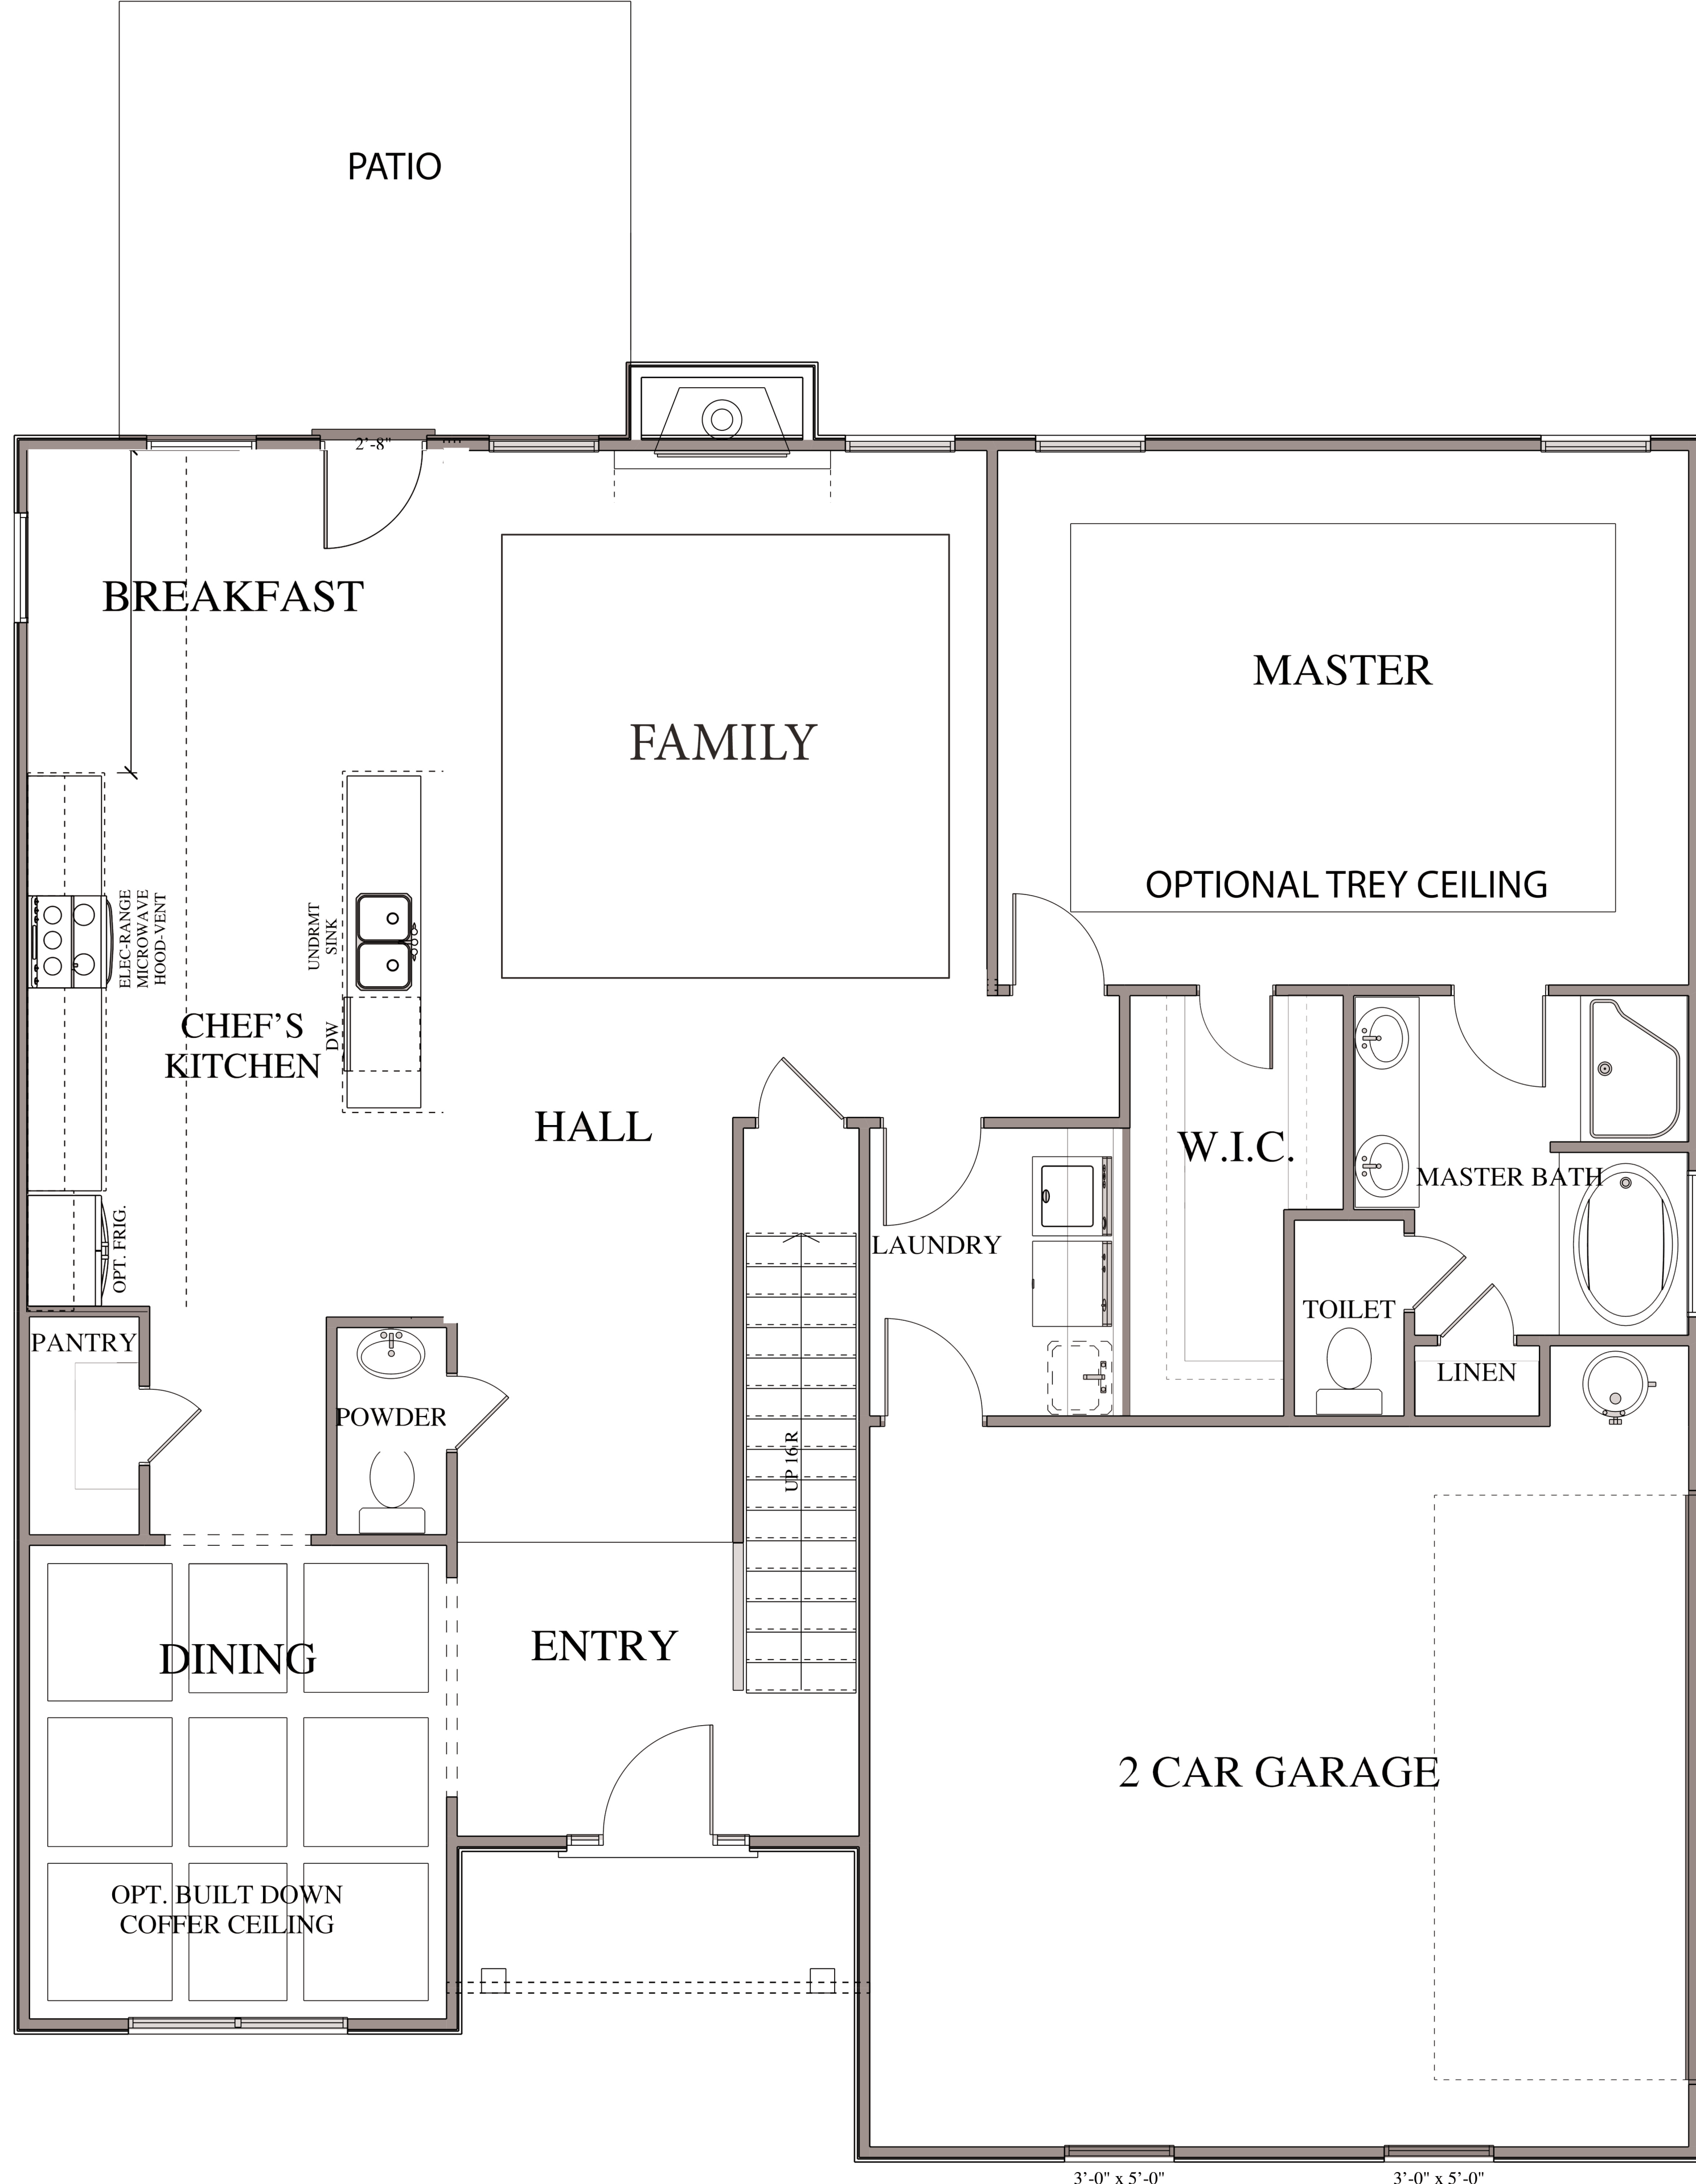 PATIO
2'-8"
BREAKFAST
MASTER
FAMILY
OPTIONAL TREY CEILING
ELEC-RANGE
MICROWAVE
HOOD-VENT
UNDRMT
SINK
CHEF'S
KITCHEN
DW
HALL
W.I.C.
MASTER BATH
OPT. FRIG.
LAUNDRY
TOILET
PANTRY
LINEN
POWDER
UP 16 R
DINING
ENTRY
2 CAR GARAGE
OPT. BUILT DOWN
COFFER CEILING
3'-0" x 5'-0"
3'-0" x 5'-0"